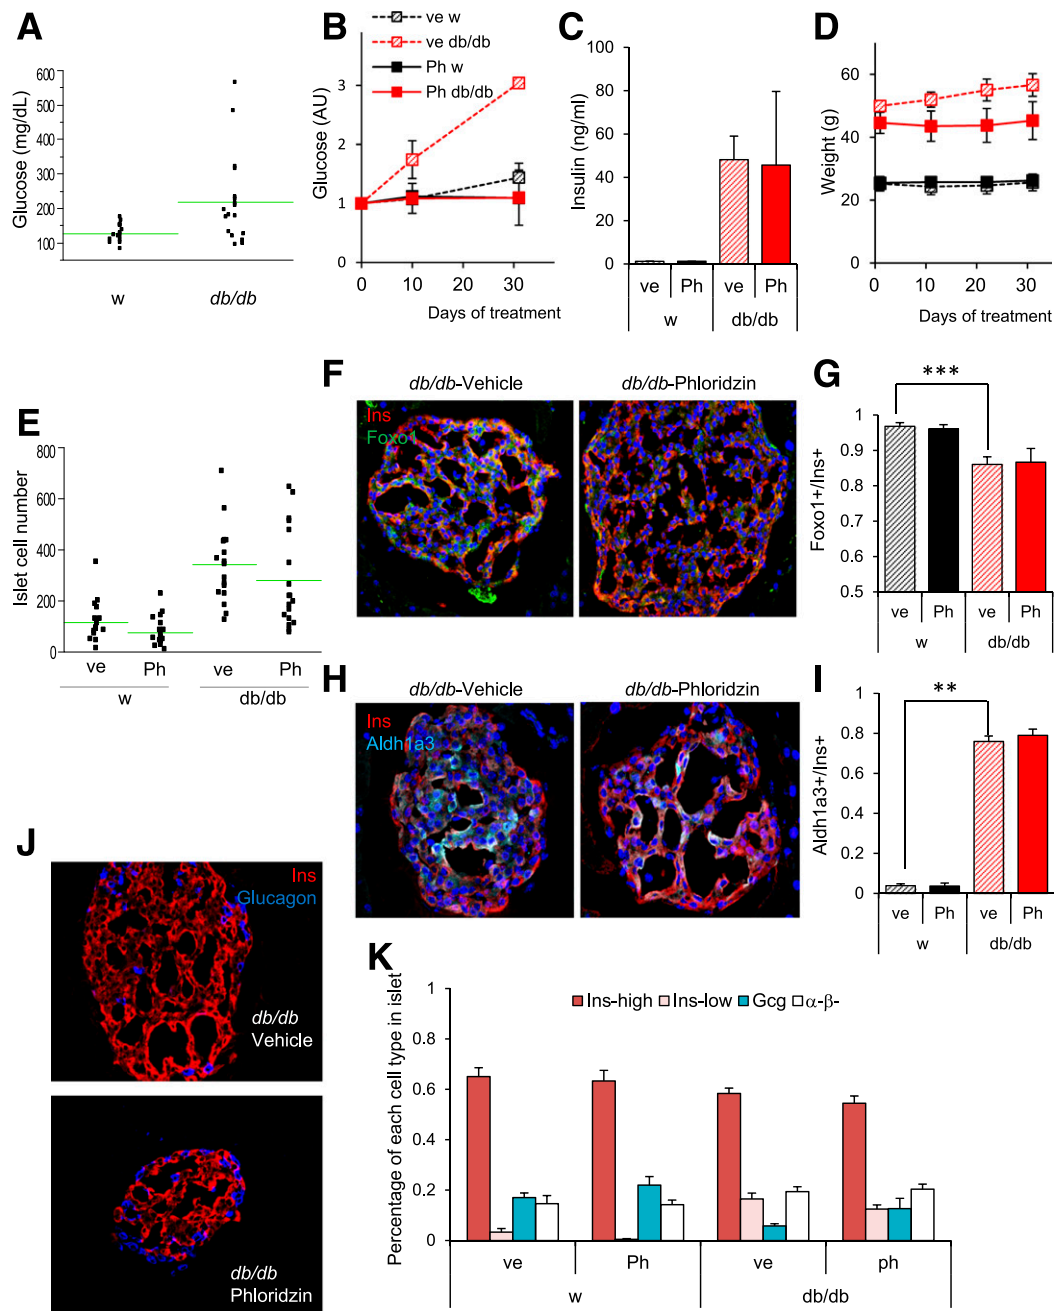 A
Glucose (mg/dL)
600
500
400
300
200
100
w
db/db
B
ve w
ve db/db
Ph w
Ph db/db
Glucose (AU)
3
2
1
0
0
10
20
30
Days of treatment
C
Insulin (ng/ml)
100
80
60
40
20
0
ve
Ph
ve
Ph
w
db/db
D
Weight (g)
60
40
20
0
0
10
20
30
Days of treatment
E
Islet cell number
800
600
400
200
0
ve
Ph
ve
Ph
w
db/db
F
db/db-Vehicle
db/db-Phloridzin
Ins
Foxo1
G
***
Foxo1+/Ins+
1
0.9
0.8
0.7
0.6
0.5
ve
Ph
ve
Ph
w
db/db
H
db/db-Vehicle
db/db-Phloridzin
Ins
Aldh1a3
I
**
Aldh1a3+/Ins+
1
0.8
0.6
0.4
0.2
0
ve
Ph
ve
Ph
w
db/db
J
Ins
Glucagon
db/db
Vehicle
db/db
Phloridzin
K
Percentage of each cell type in islet
1
0.8
0.6
0.4
0.2
0
Ins-high
Ins-low
Gcg
α-β-
ve
Ph
ve
ph
w
db/db